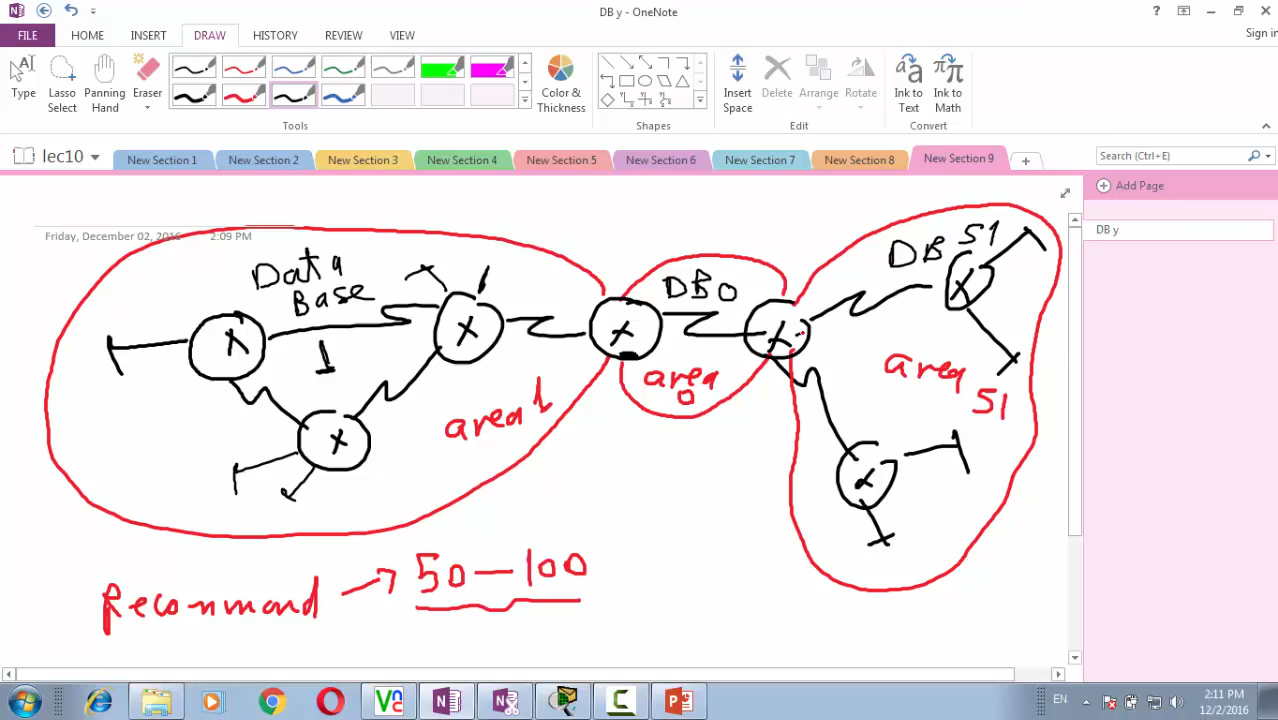 DB y - OneNote
?
Sign in
FILE HOME INSERT DRAW HISTORY REVIEW VIEW
Type
Lasso Select
Panning Hand
Eraser
Color & Thickness
Insert Space
Delete
Arrange
Rotate
Ink to Text
Ink to Math
Tools
Shapes
Edit
Convert
lec10
New Section 1
New Section 2
New Section 3
New Section 4
New Section 5
New Section 6
New Section 7
New Section 8
New Section 9
Search (Ctrl+E)
Add Page
DB y
Friday, December 02, 2016 2:09 PM
Data
Base
1
DB 0
DB 51
area 1
area
0
area
51
Recommand → 50 — 100
EN
2:11 PM
12/2/2016